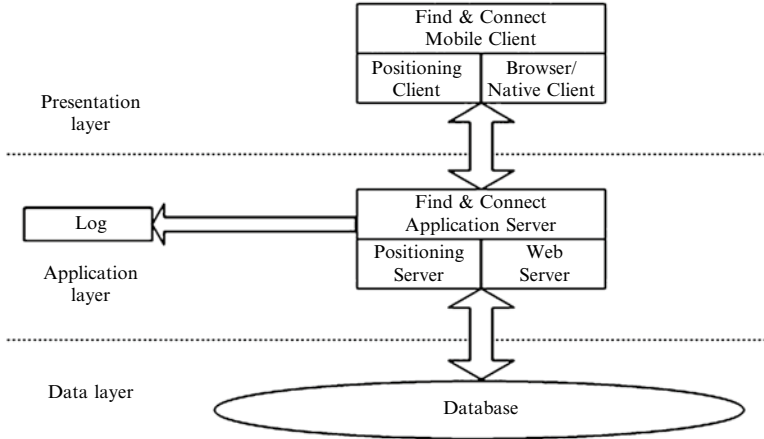 Find & Connect
Mobile Client
Positioning
Client
Browser/
Native Client
Presentation
layer
Find & Connect
Application Server
Log
Positioning
Server
Web
Server
Application
layer
Data layer
Database